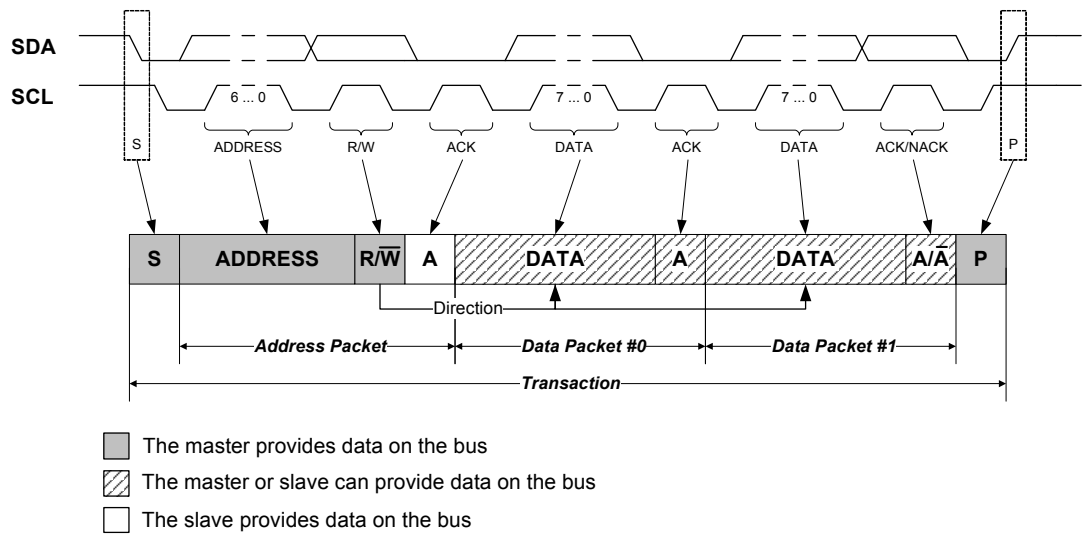 SDA
SCL
6 ... 0
7 ... 0
7 ... 0
S
ADDRESS
R/W
ACK
DATA
ACK
DATA
ACK/NACK
P
S
ADDRESS
R/W̅
A
DATA
A
DATA
A/A̅
P
Direction
Address Packet
Data Packet #0
Data Packet #1
Transaction
The master provides data on the bus
The master or slave can provide data on the bus
The slave provides data on the bus